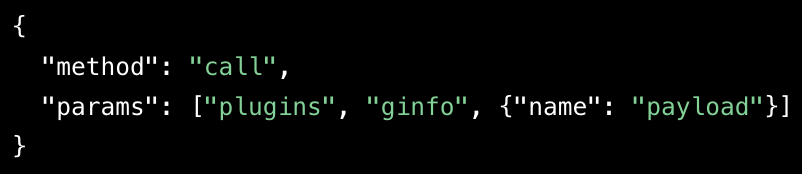 {
  "method": "call",
  "params": ["plugins", "ginfo", {"name": "payload"}]
}